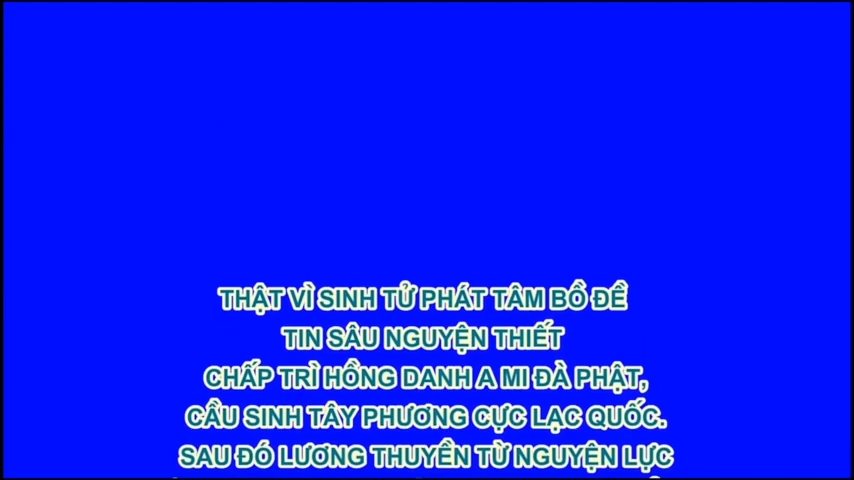 THẬT VÌ SINH TỬ PHÁT TÂM BỒ ĐỀ
TIN SÂU NGUYỆN THIẾT
CHẤP TRÌ HỒNG DANH A MI ĐÀ PHẬT,
CẦU SINH TÂY PHƯƠNG CỰC LẠC QUỐC.
SAU ĐÓ LƯƠNG THUYỀN TỪ NGUYỆN LỰC